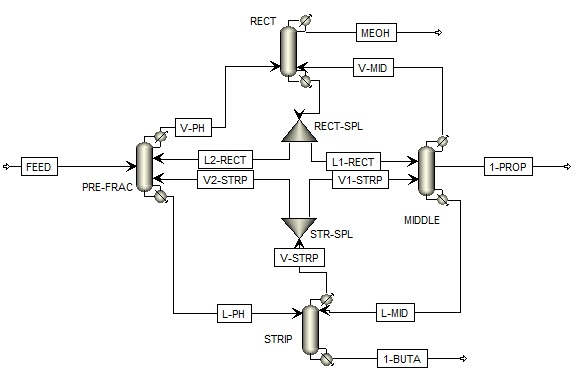 RECT
MEOH
V-MID
V-PH
RECT-SPL
L2-RECT
L1-RECT
FEED
1-PROP
V2-STRP
V1-STRP
PRE-FRAC
MIDDLE
STR-SPL
V-STRP
L-PH
L-MID
STRIP
1-BUTA